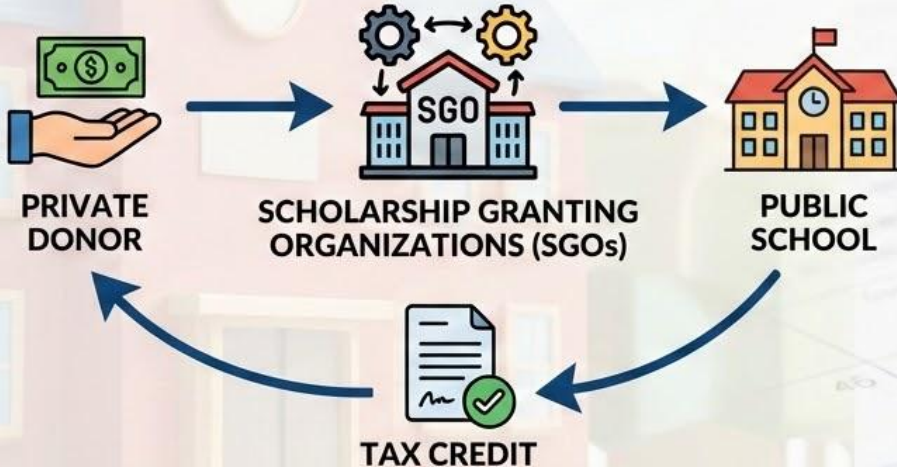 SGO
PRIVATE
DONOR
SCHOLARSHIP GRANTING
ORGANIZATIONS (SGOs)
PUBLIC
SCHOOL
TAX CREDIT